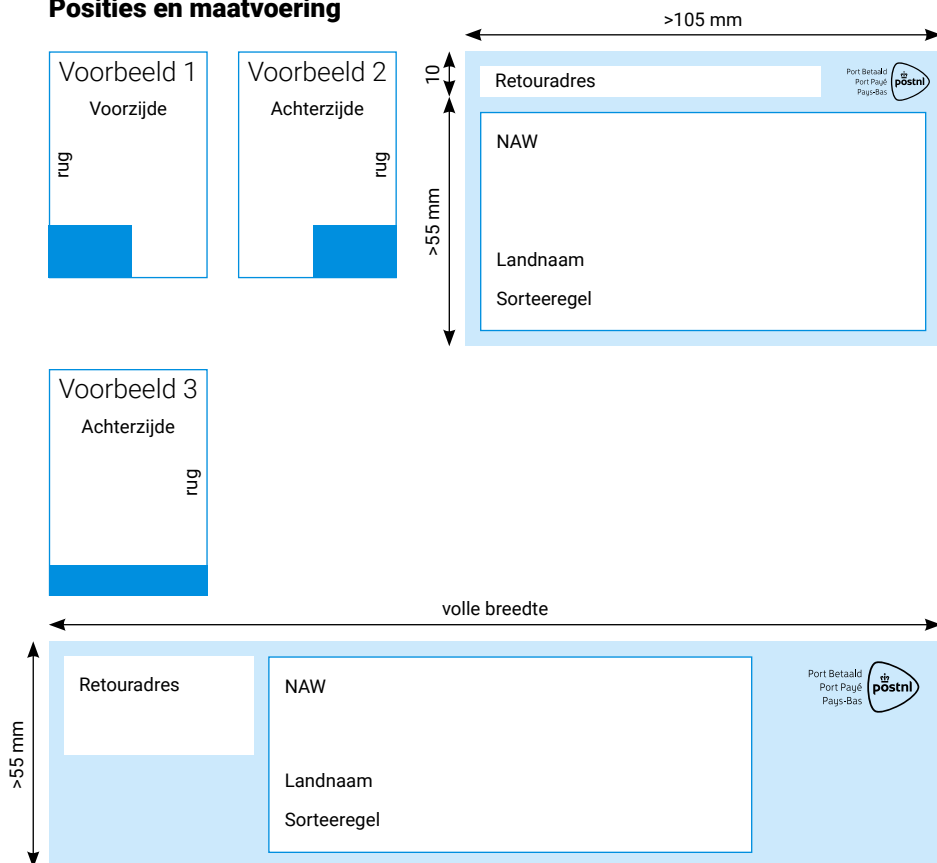 Posities en maatvoering
>105 mm
Voorbeeld 1
Voorzijde
rug
Voorbeeld 2
Achterzijde
rug
10
>55 mm
Retouradres
Port Betaald
Port Payé
Pays-Bas
postnl
NAW
Landnaam
Sorteeregel
Voorbeeld 3
Achterzijde
rug
volle breedte
>55 mm
Retouradres
NAW
Landnaam
Sorteeregel
Port Betaald
Port Payé
Pays-Bas
postnl